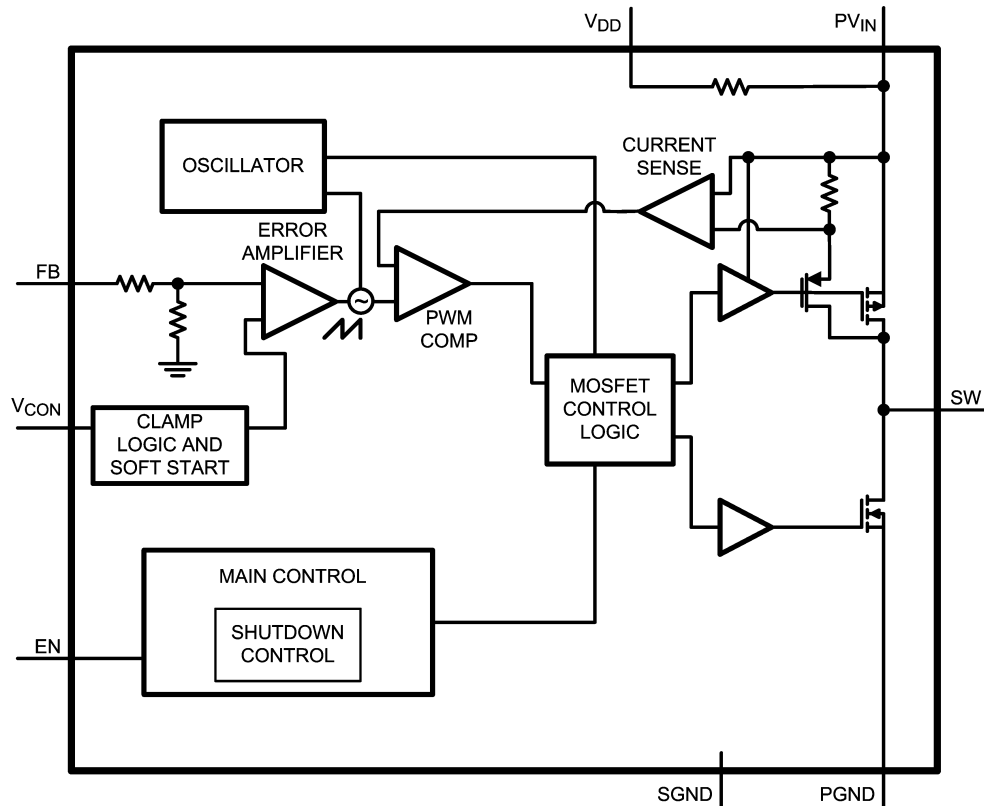 VDD
PVIN
OSCILLATOR
CURRENT
SENSE
ERROR
AMPLIFIER
FB
~
PWM
COMP
VCON
CLAMP
LOGIC AND
SOFT START
MOSFET
CONTROL
LOGIC
SW
MAIN CONTROL
SHUTDOWN
CONTROL
EN
SGND
PGND